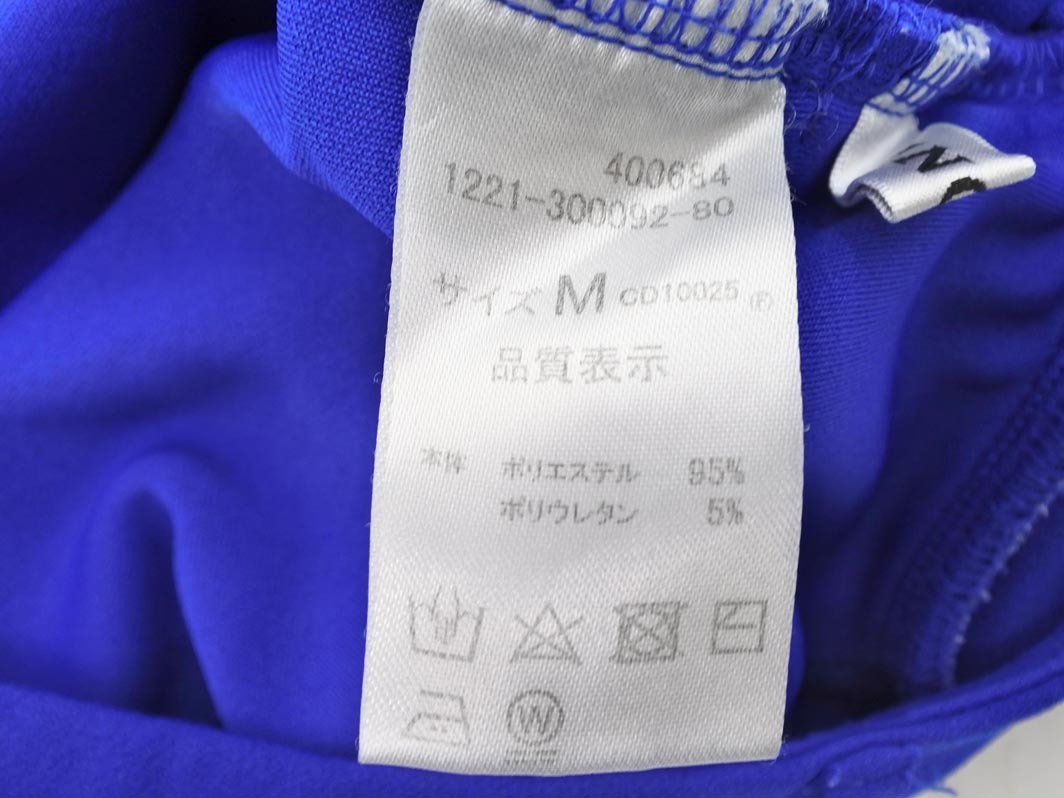 400684
1221-300092-80
サイズ M CD10025 Ⓕ
品質表示
本体 ポリエステル 95%
ポリウレタン 5%
W